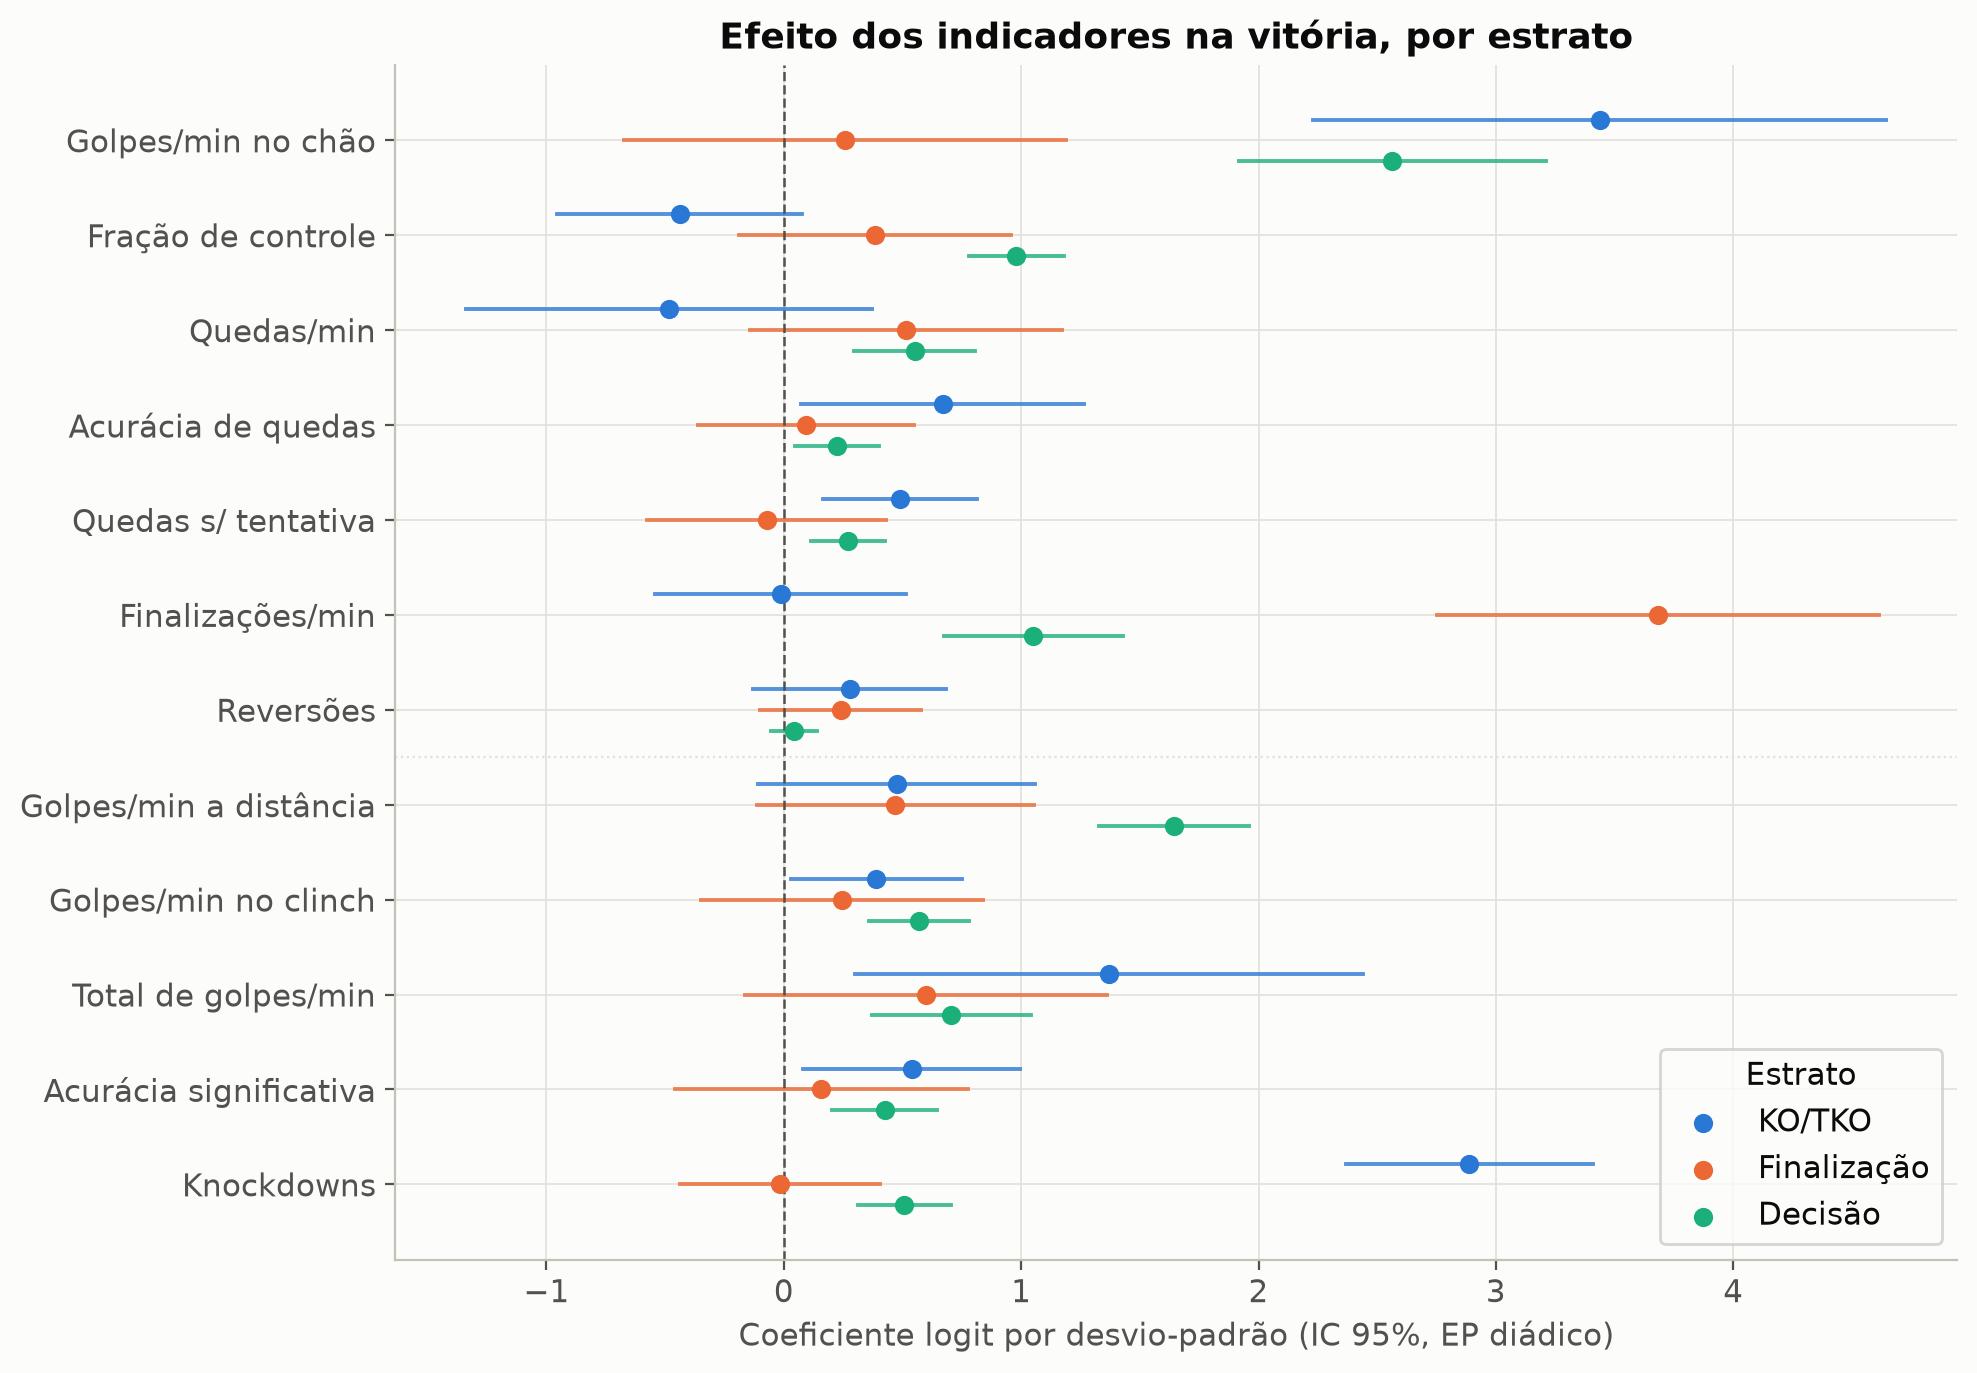 Efeito dos indicadores na vitória, por estrato
Golpes/min no chão
Fração de controle
Quedas/min
Acurácia de quedas
Quedas s/ tentativa
Finalizações/min
Reversões
Golpes/min a distância
Golpes/min no clinch
Total de golpes/min
Acurácia significativa
Knockdowns
Estrato
KO/TKO
Finalização
Decisão
−1 0 1 2 3 4
Coeficiente logit por desvio-padrão (IC 95%, EP diádico)